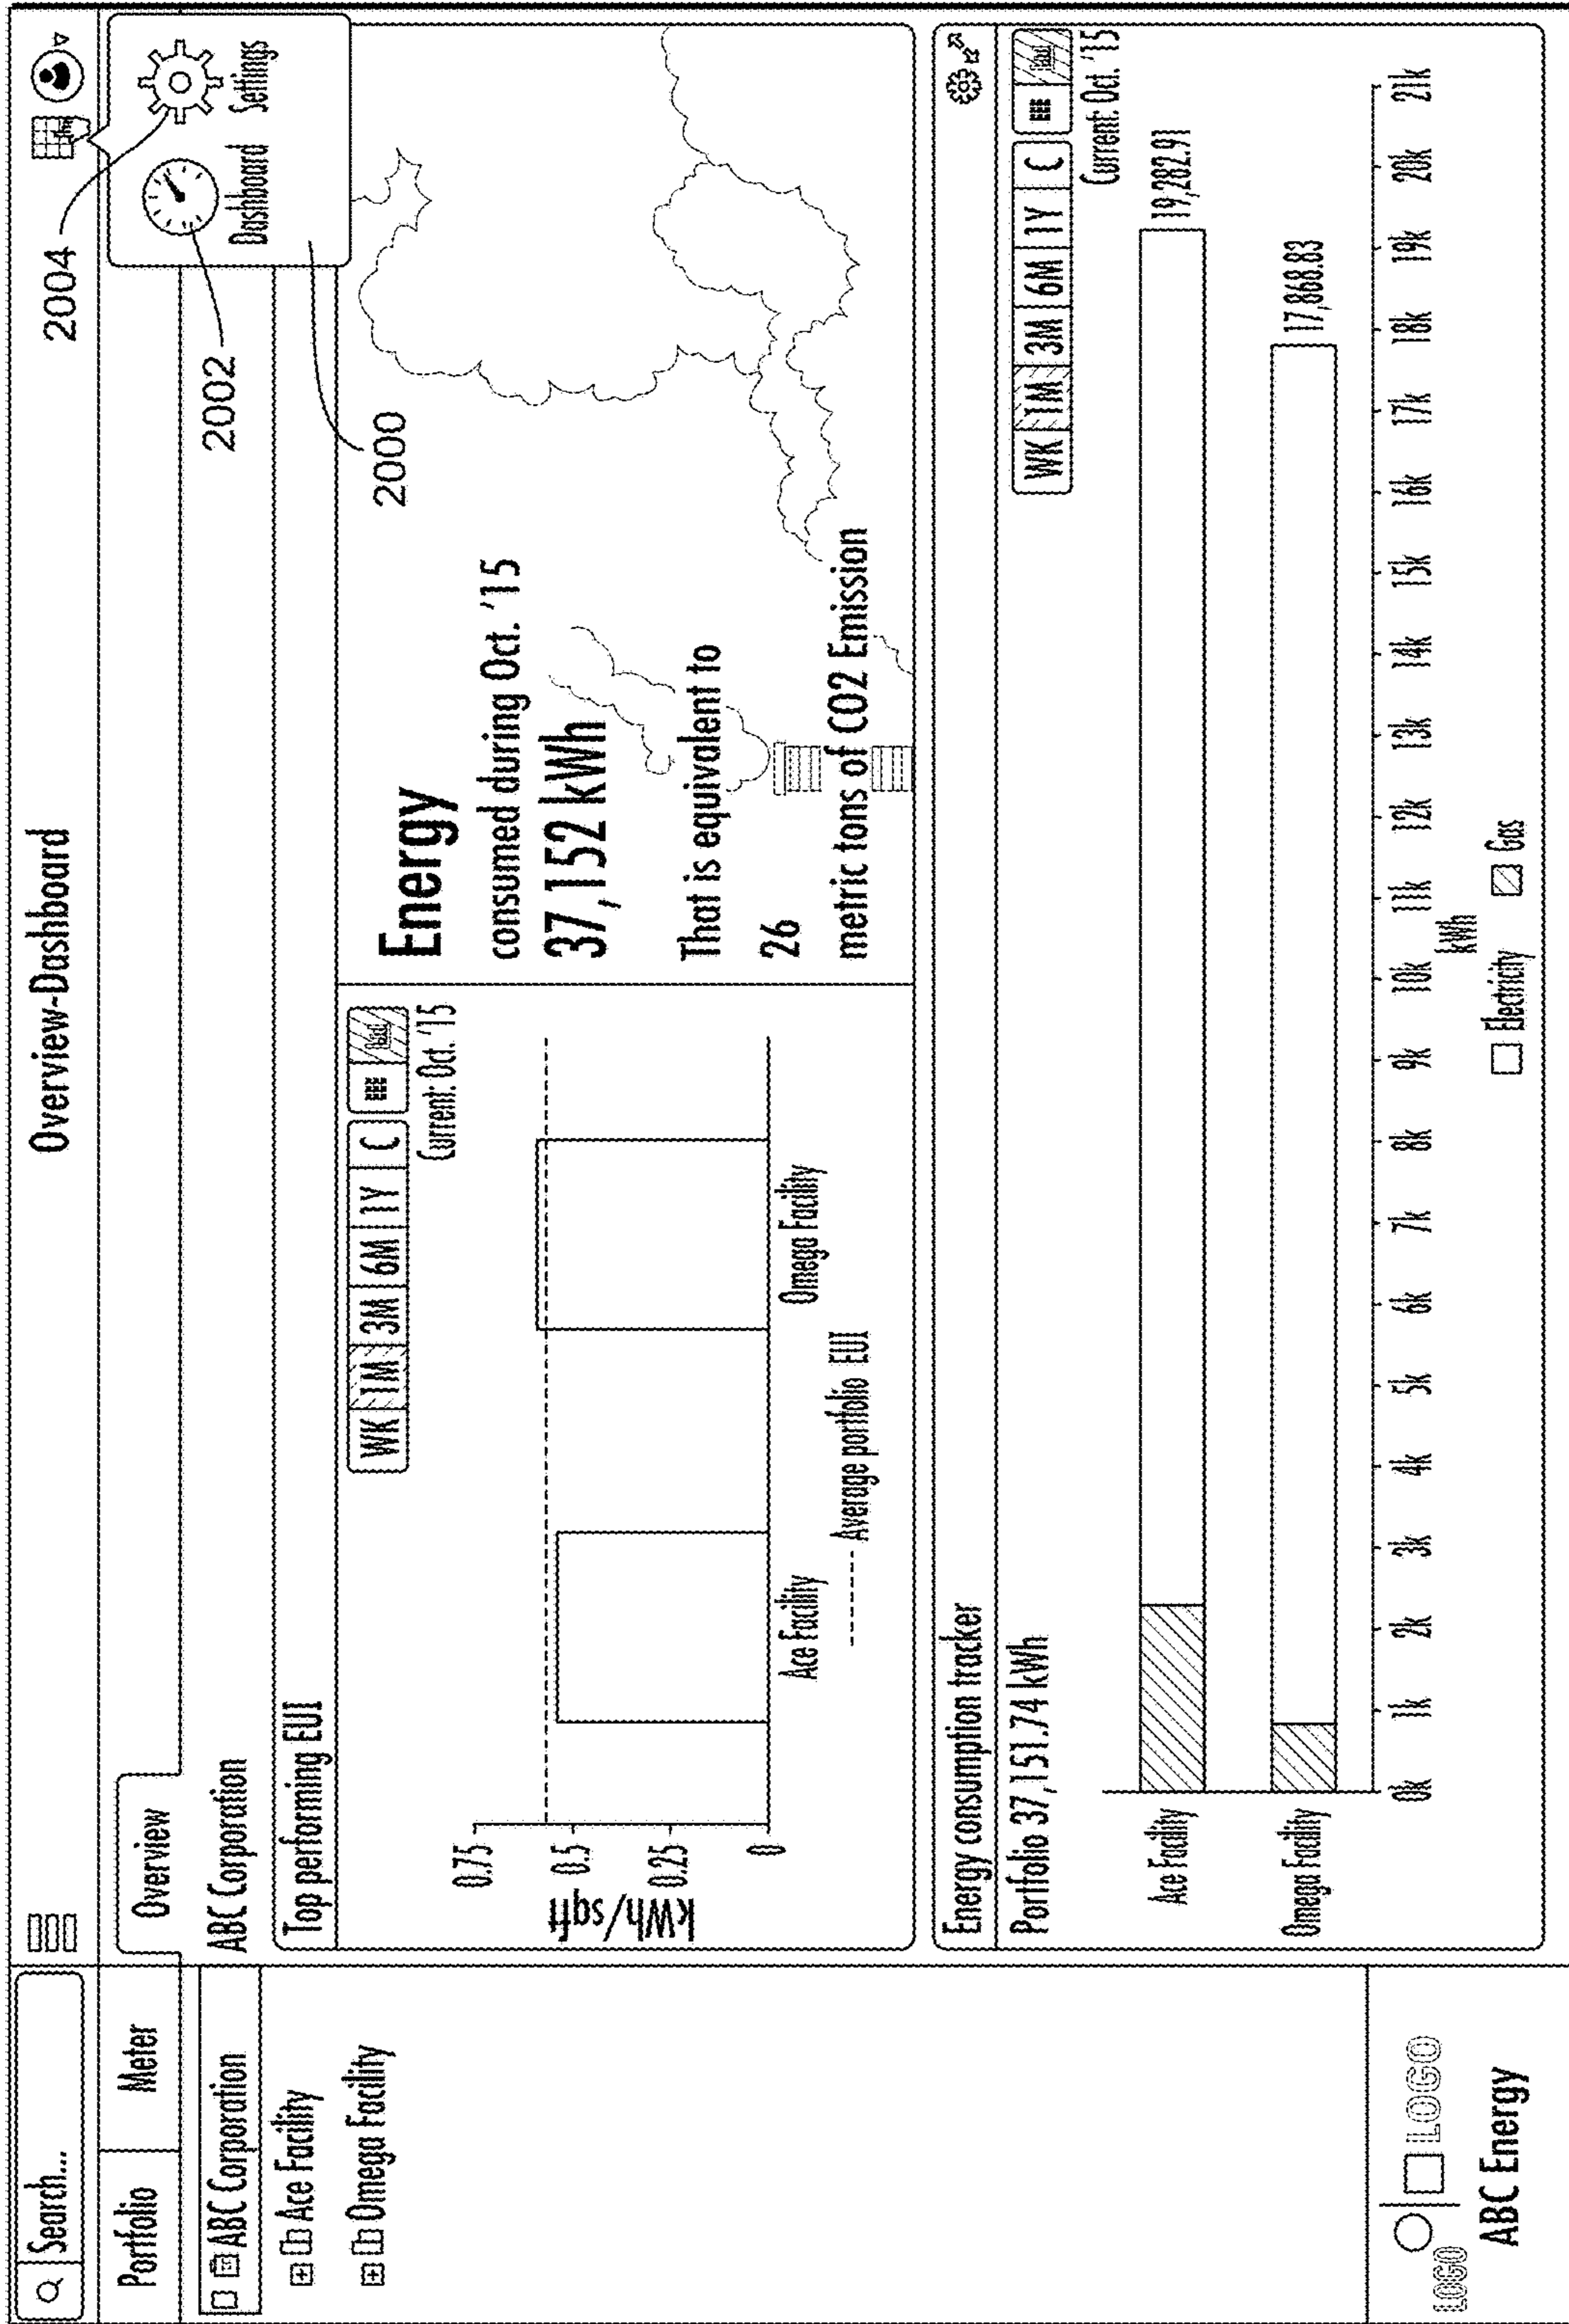 Search...
Overview-Dashboard
2004
Portfolio
Meter
Overview
Dashboard
Settings
2002
2000
ABC Corporation
Ace Facility
Omega Facility
ABC Corporation
Top performing EUI
WK 1M 3M 6M 1Y C
Current: Oct. '15
kWh/sqft
0.75
0.5
0.25
0
Ace Facility
Omega Facility
Average portfolio EUI
Energy
consumed during Oct. '15
37,152 kWh
That is equivalent to
26
metric tons of CO2 Emission
Energy consumption tracker
Portfolio 37,151.74 kWh
WK 1M 3M 6M 1Y C
Current: Oct. '15
Ace Facility
19,282.91
Omega Facility
17,868.83
0k 1k 2k 3k 4k 5k 6k 7k 8k 9k 10k 11k 12k 13k 14k 15k 16k 17k 18k 19k 20k 21k
kWh
Electricity Gas
LOGO
LOGO
ABC Energy